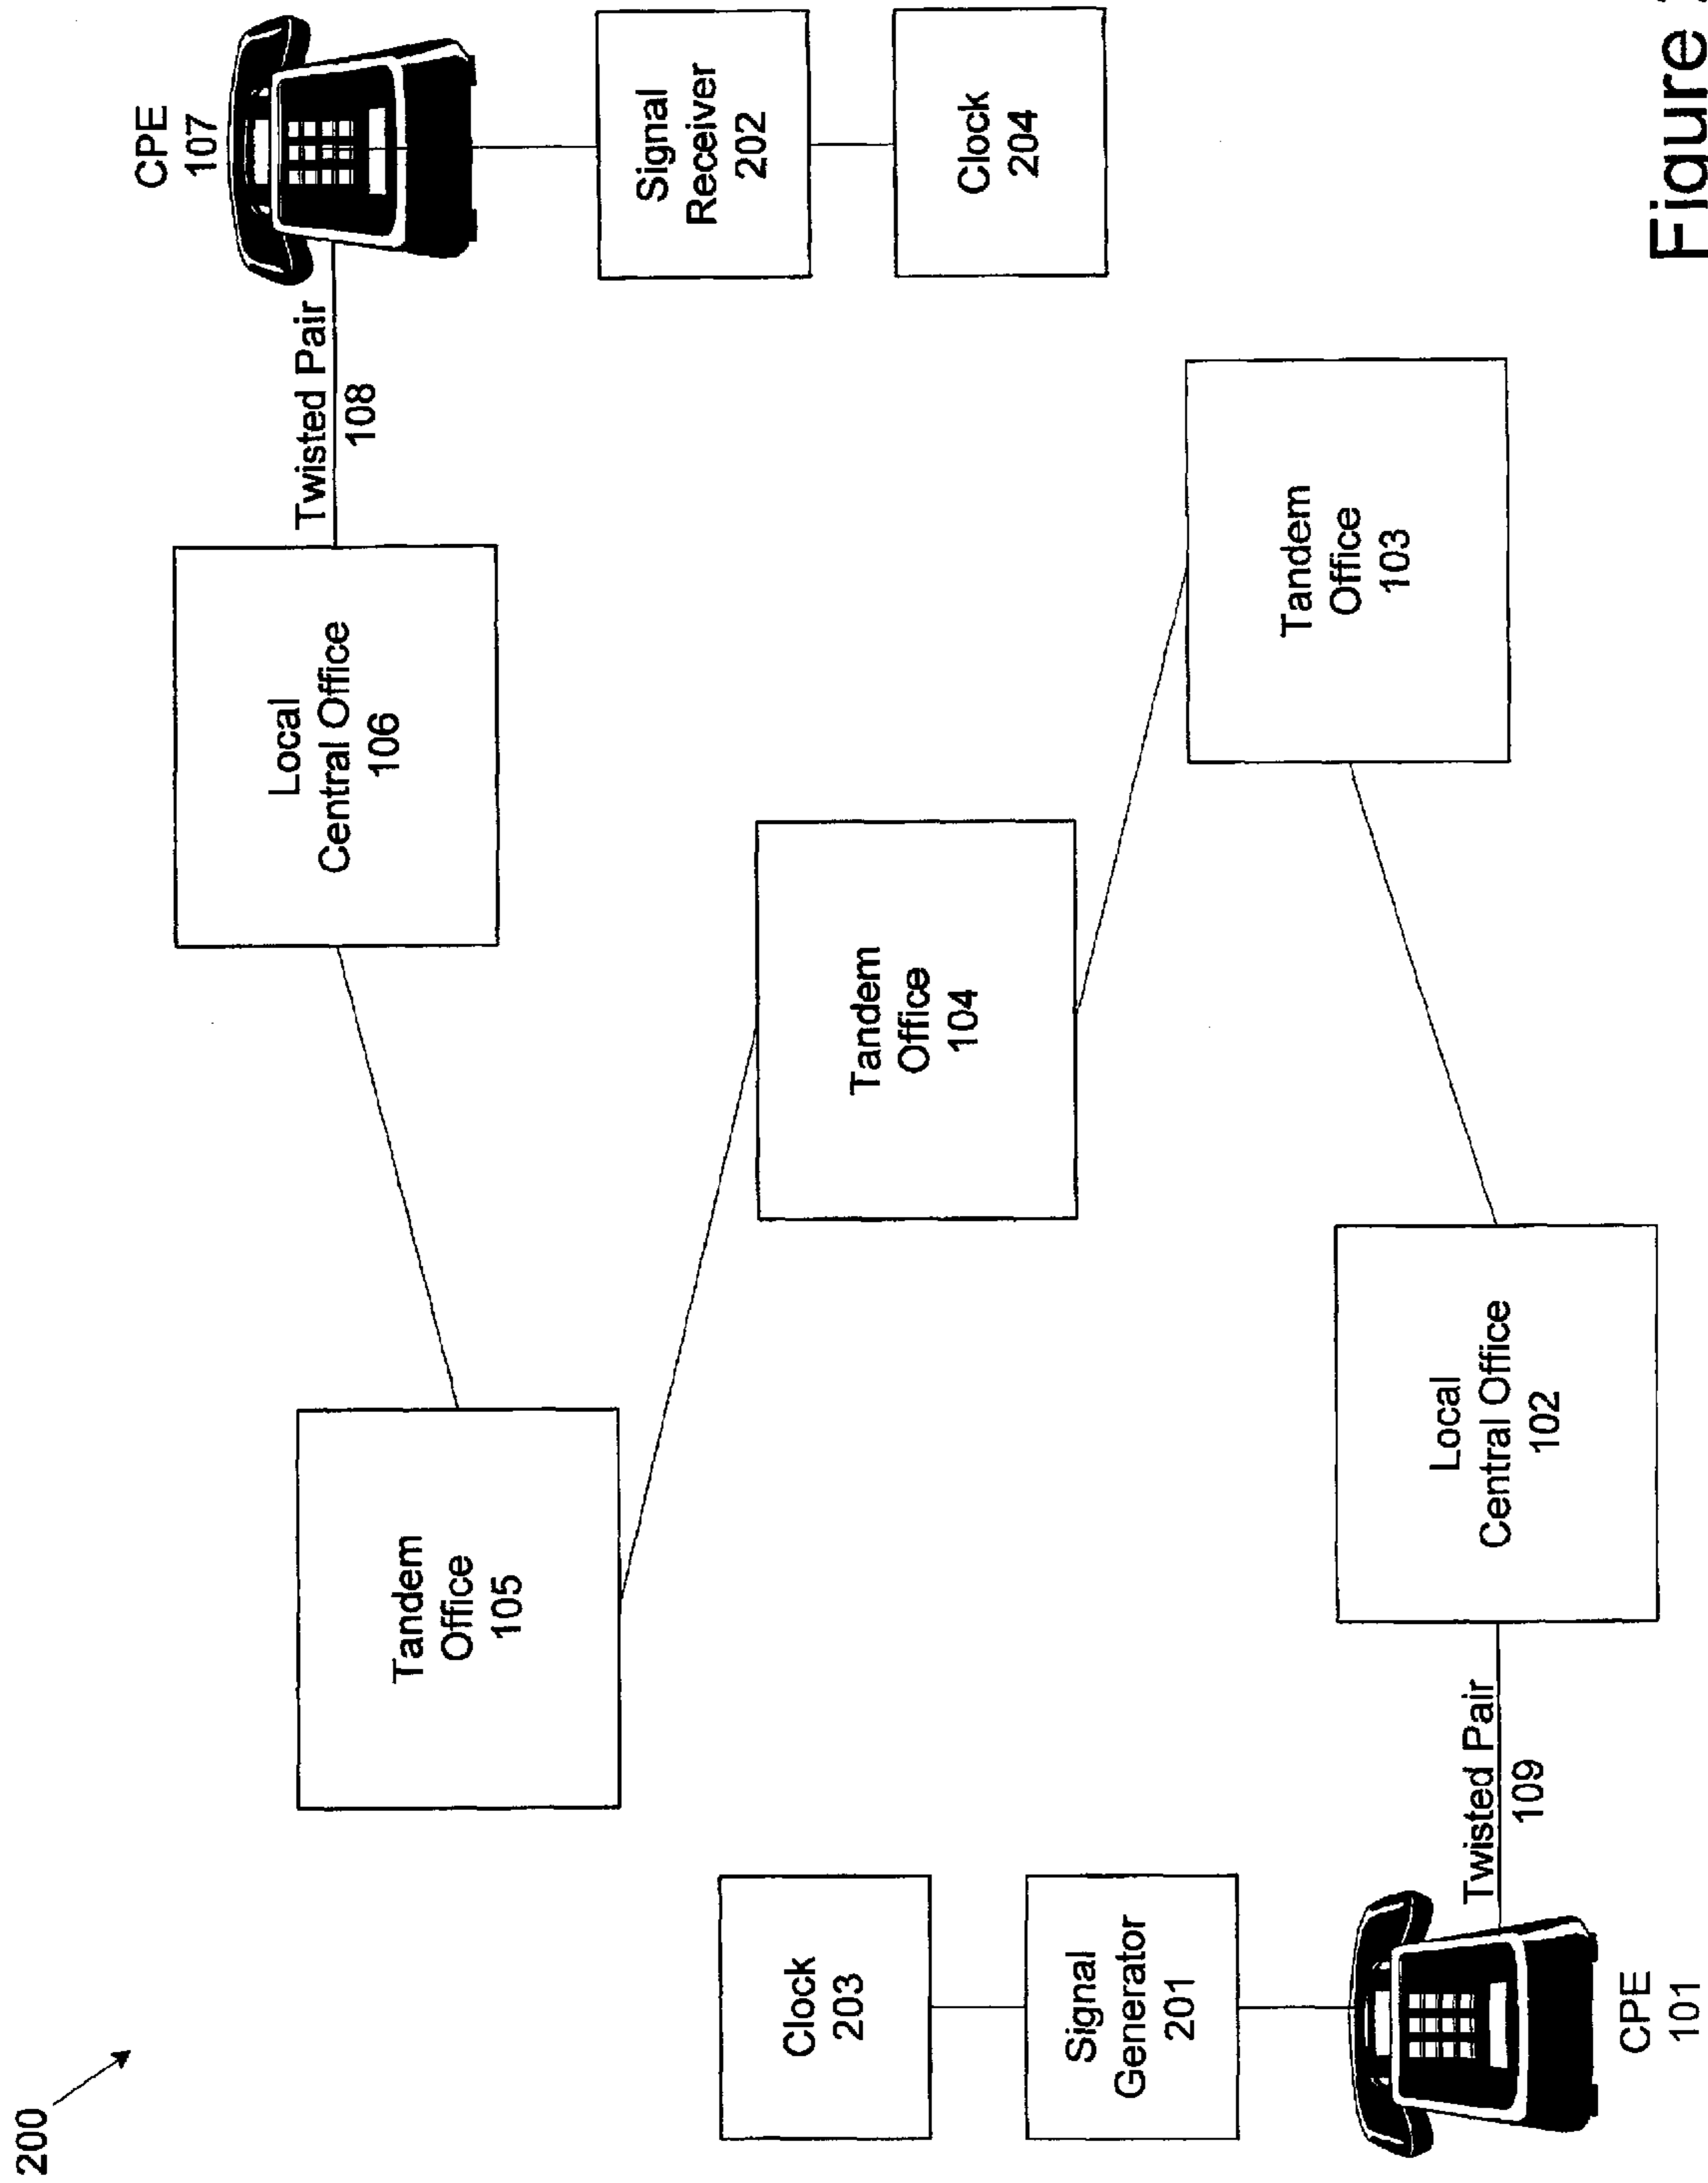 200
CPE
107
Twisted Pair
108
Signal
Receiver
202
Clock
204
Local
Central Office
106
Tandem
Office
105
Tandem
Office
104
Tandem
Office
103
Clock
203
Signal
Generator
201
Local
Central Office
102
Twisted Pair
109
CPE
101
Figure